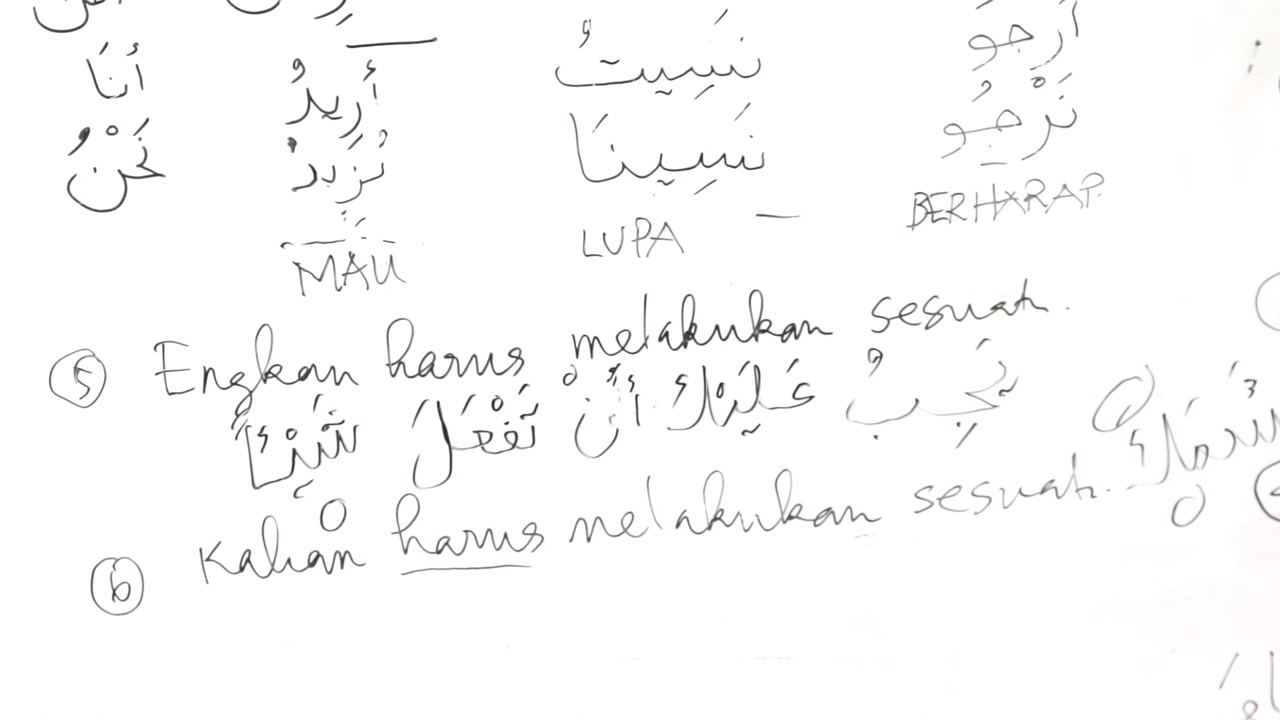 أَنَا أُرِيدُ نَسِيتُ أَرْجُو
نَحْنُ نُرِيدُ نَسِينَا نَرْجُو
MAU LUPA BERHARAP
5 Engkau harus melakukan sesuatu.
يَجِبُ عَلَيْكَ أَنْ تَفْعَلَ شَيْئًا
6 Kalian harus melakukan sesuatu.